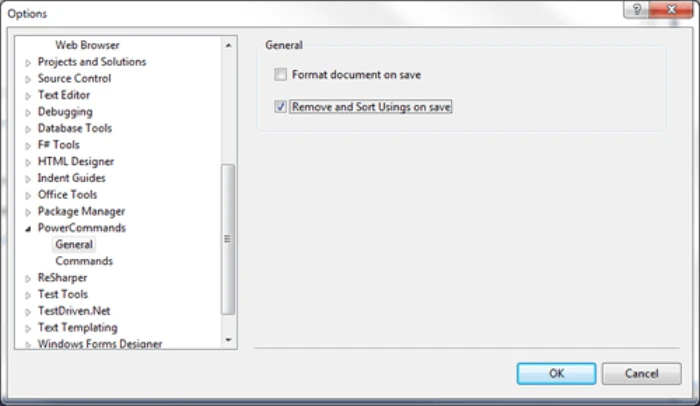 Options
Web Browser
Projects and Solutions
Source Control
Text Editor
Debugging
Database Tools
F# Tools
HTML Designer
Indent Guides
Office Tools
Package Manager
PowerCommands
General
Commands
ReSharper
Test Tools
TestDriven.Net
Text Templating
Windows Forms Designer
General
Format document on save
Remove and Sort Usings on save
OK
Cancel